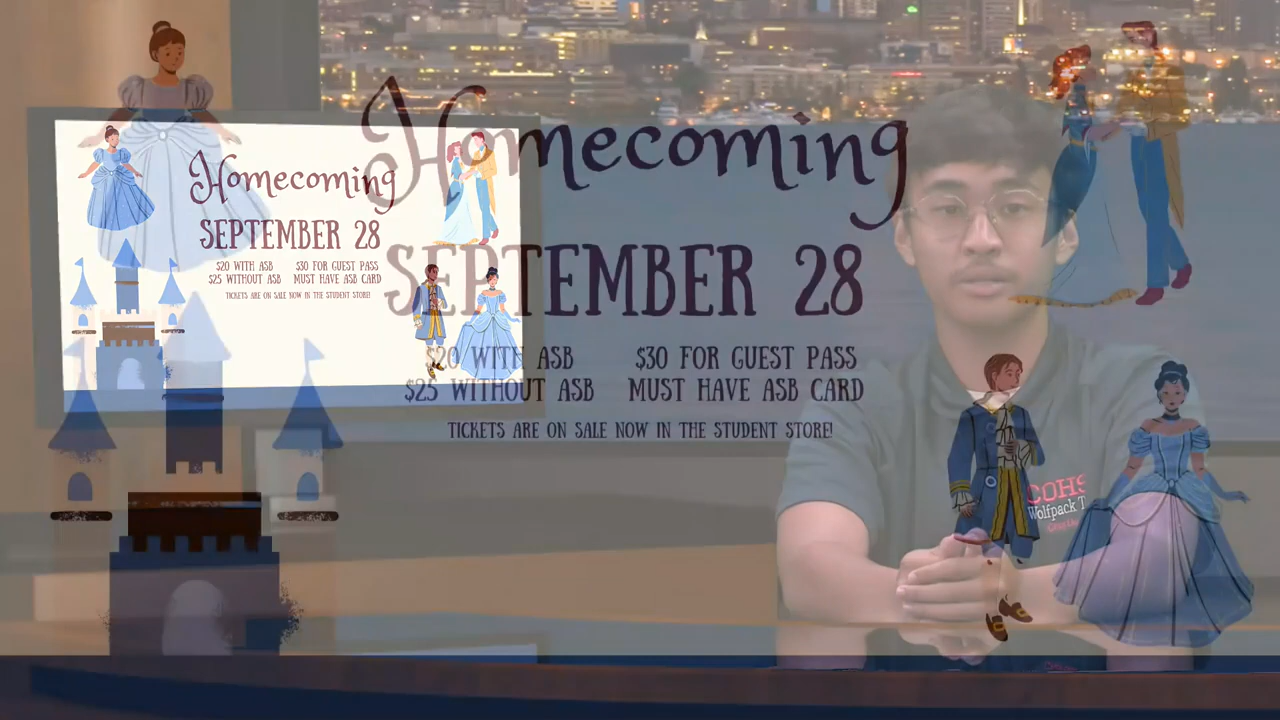 Homecoming
SEPTEMBER 28
$20 WITH ASB $30 FOR GUEST PASS
$25 WITHOUT ASB MUST HAVE ASB CARD
TICKETS ARE ON SALE NOW IN THE STUDENT STORE!
Homecoming
SEPTEMBER 28
$20 WITH ASB $30 FOR GUEST PASS
$25 WITHOUT ASB MUST HAVE ASB CARD
TICKETS ARE ON SALE NOW IN THE STUDENT STORE!
COHS
Wolfpack T